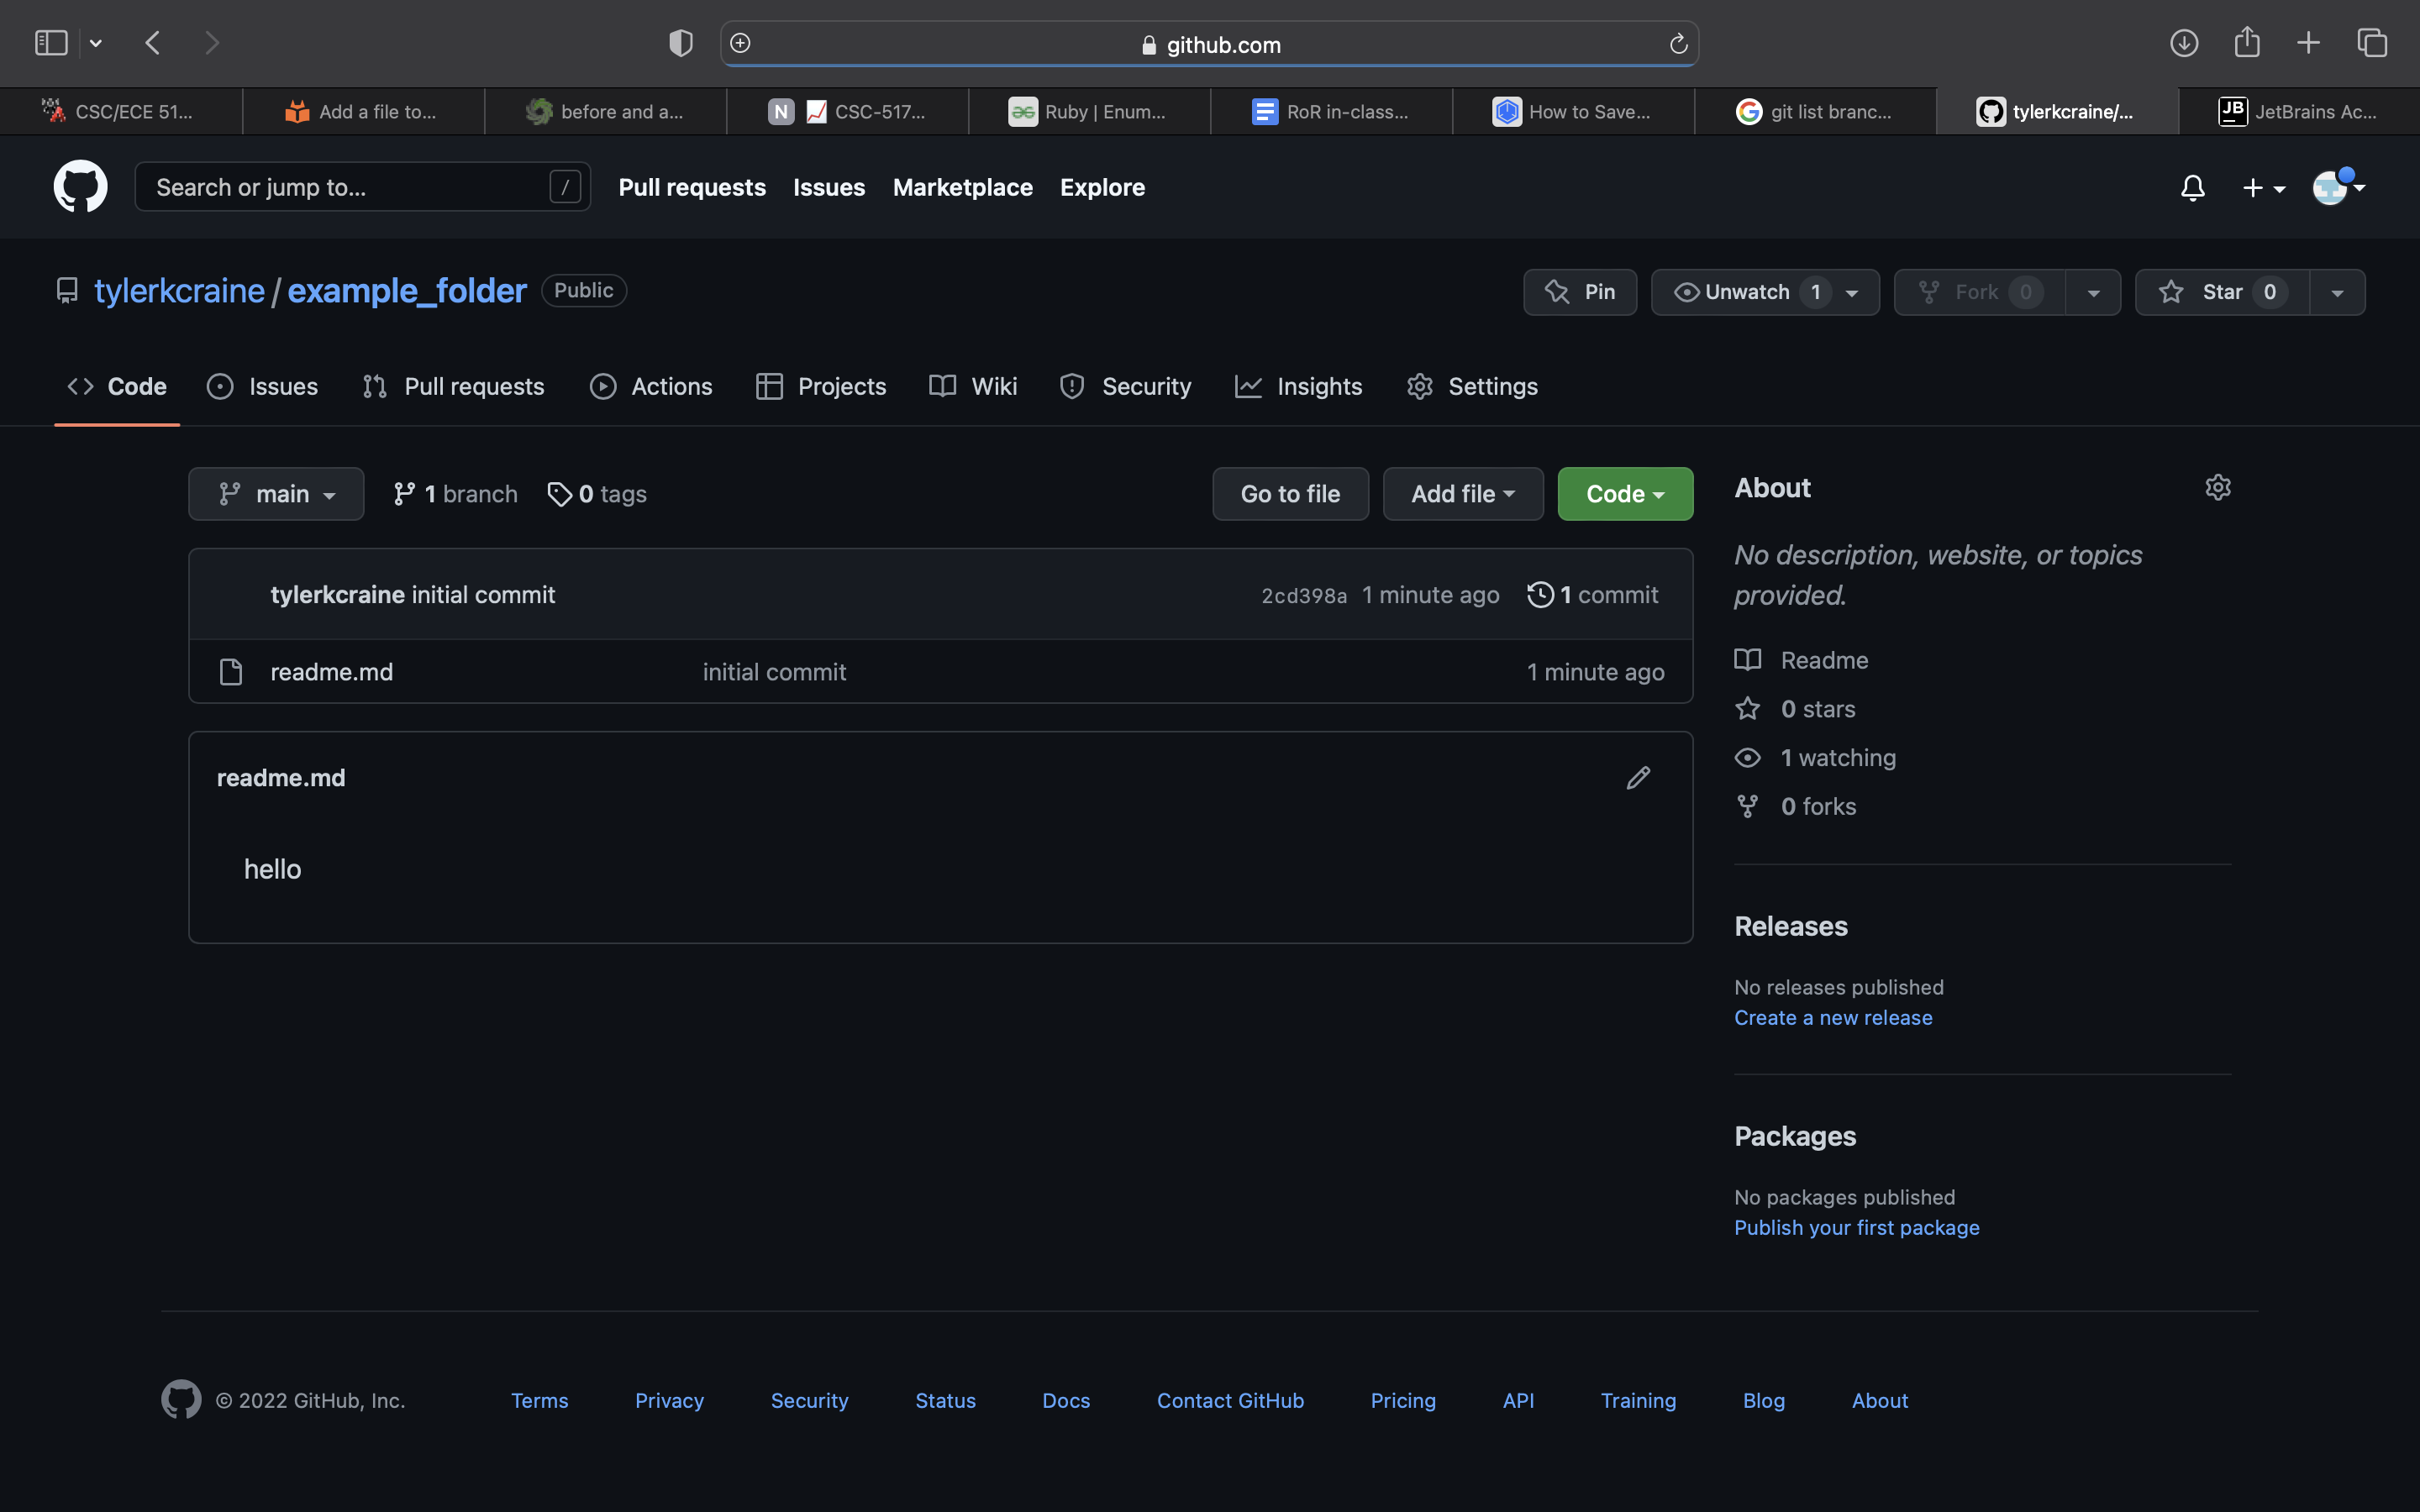 github.com
CSC/ECE 51...
Add a file to...
before and a...
N CSC-517...
Ruby | Enum...
RoR in-class...
How to Save...
git list branc...
tylerkcraine/...
JB JetBrains Ac...
Search or jump to... /
Pull requests
Issues
Marketplace
Explore
tylerkcraine / example_folder Public
Pin
Unwatch 1
Fork 0
Star 0
Code
Issues
Pull requests
Actions
Projects
Wiki
Security
Insights
Settings
main
1 branch
0 tags
Go to file
Add file
Code
tylerkcraine initial commit
2cd398a 1 minute ago
1 commit
readme.md
initial commit
1 minute ago
readme.md
hello
About
No description, website, or topics
provided.
Readme
0 stars
1 watching
0 forks
Releases
No releases published
Create a new release
Packages
No packages published
Publish your first package
© 2022 GitHub, Inc.
Terms
Privacy
Security
Status
Docs
Contact GitHub
Pricing
API
Training
Blog
About